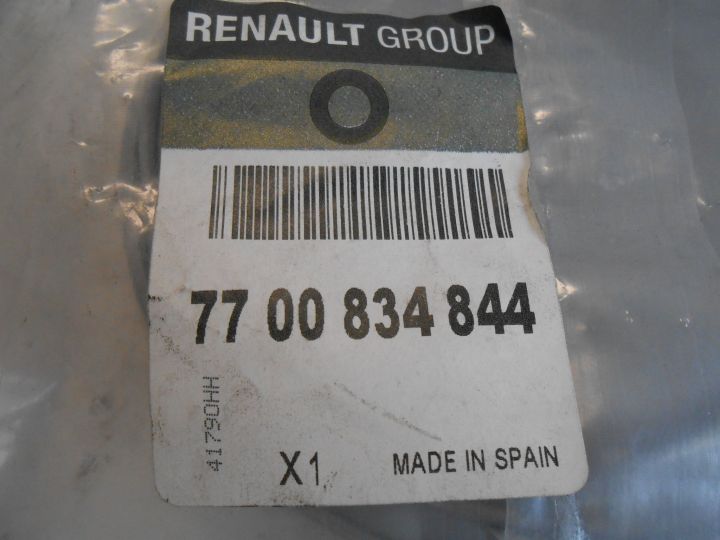 RENAULT GROUP
77 00 834 844
41790HH
X1
MADE IN SPAIN